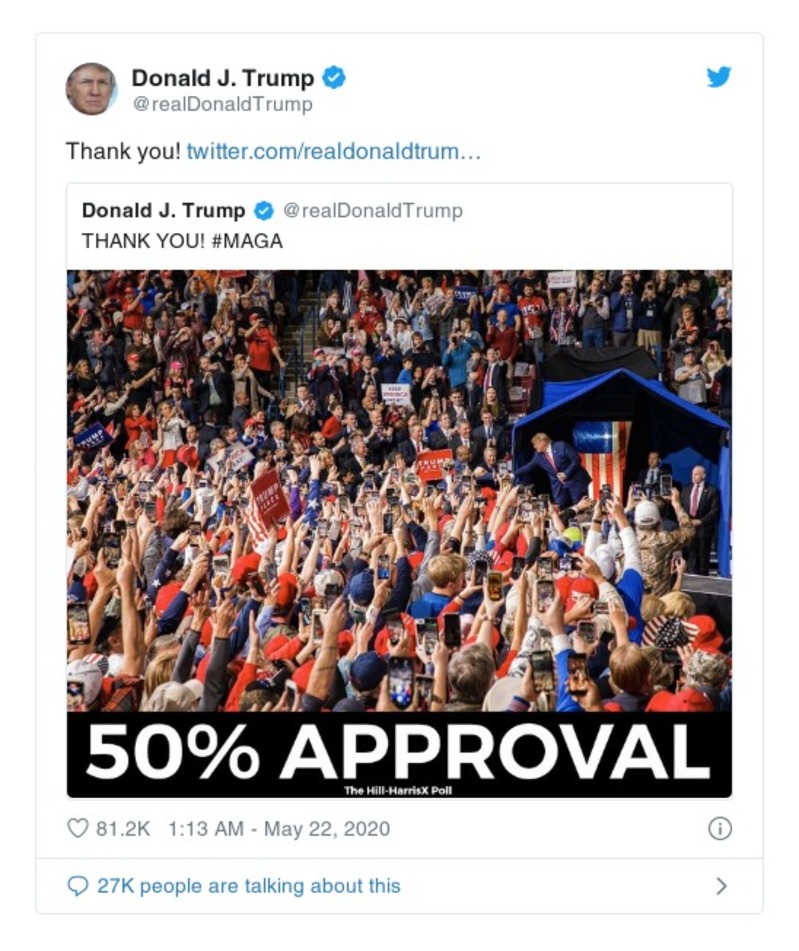 Donald J. Trump
@realDonaldTrump
Thank you! twitter.com/realdonaldtrum…
Donald J. Trump @realDonaldTrump
THANK YOU! #MAGA
TRUMP
KEEP
AMERICA
GREAT
TRUMP
TRUMP
TRUMP
50% APPROVAL
The Hill-HarrisX Poll
81.2K 1:13 AM - May 22, 2020
27K people are talking about this